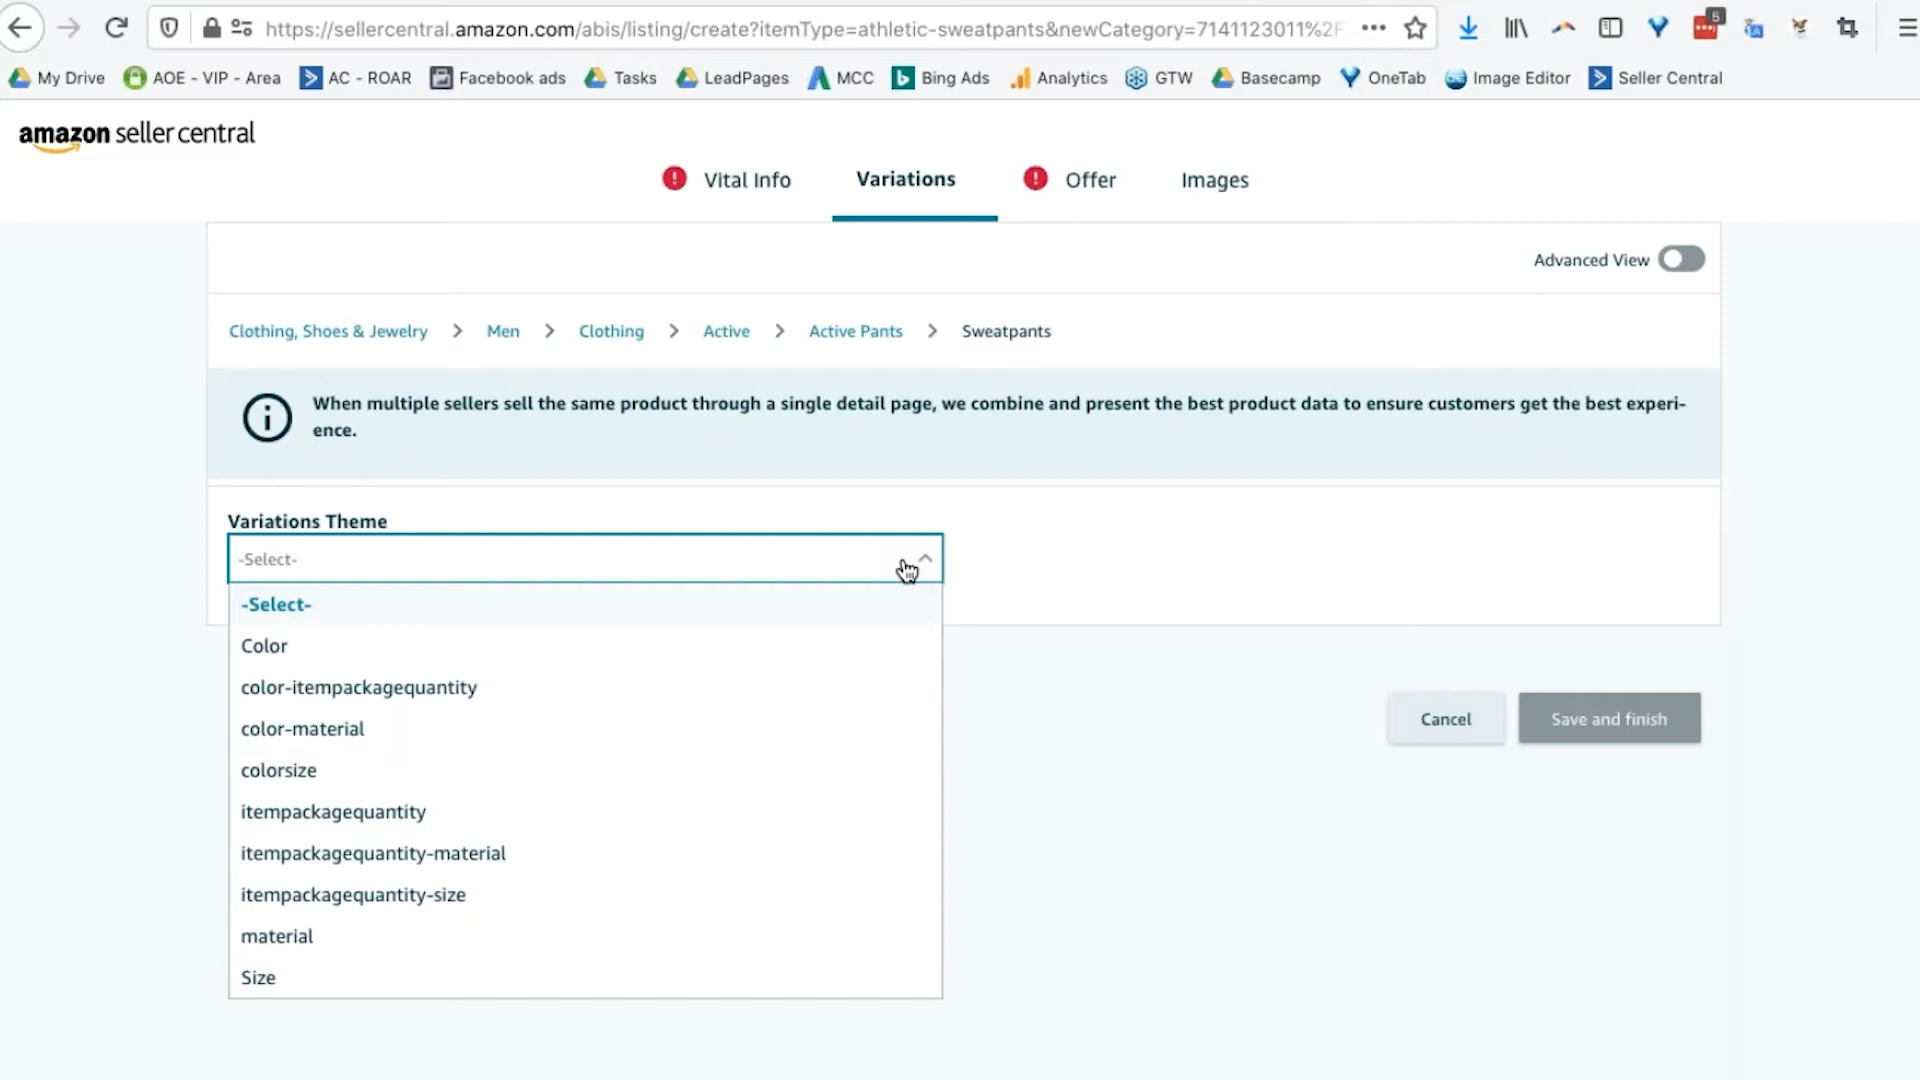 https://sellercentral.amazon.com/abis/listing/create?itemType=athletic-sweatpants&newCategory=7141123011%2F
5
My Drive AOE - VIP - Area AC - ROAR Facebook ads Tasks LeadPages MCC Bing Ads Analytics GTW Basecamp OneTab Image Editor Seller Central
amazon seller central
! Vital Info Variations ! Offer Images
Advanced View
Clothing, Shoes & Jewelry > Men > Clothing > Active > Active Pants > Sweatpants
When multiple sellers sell the same product through a single detail page, we combine and present the best product data to ensure customers get the best experi-
ence.
Variations Theme
-Select-
-Select-
Color
color-itempackagequantity
color-material
colorsize
itempackagequantity
itempackagequantity-material
itempackagequantity-size
material
Size
Cancel Save and finish